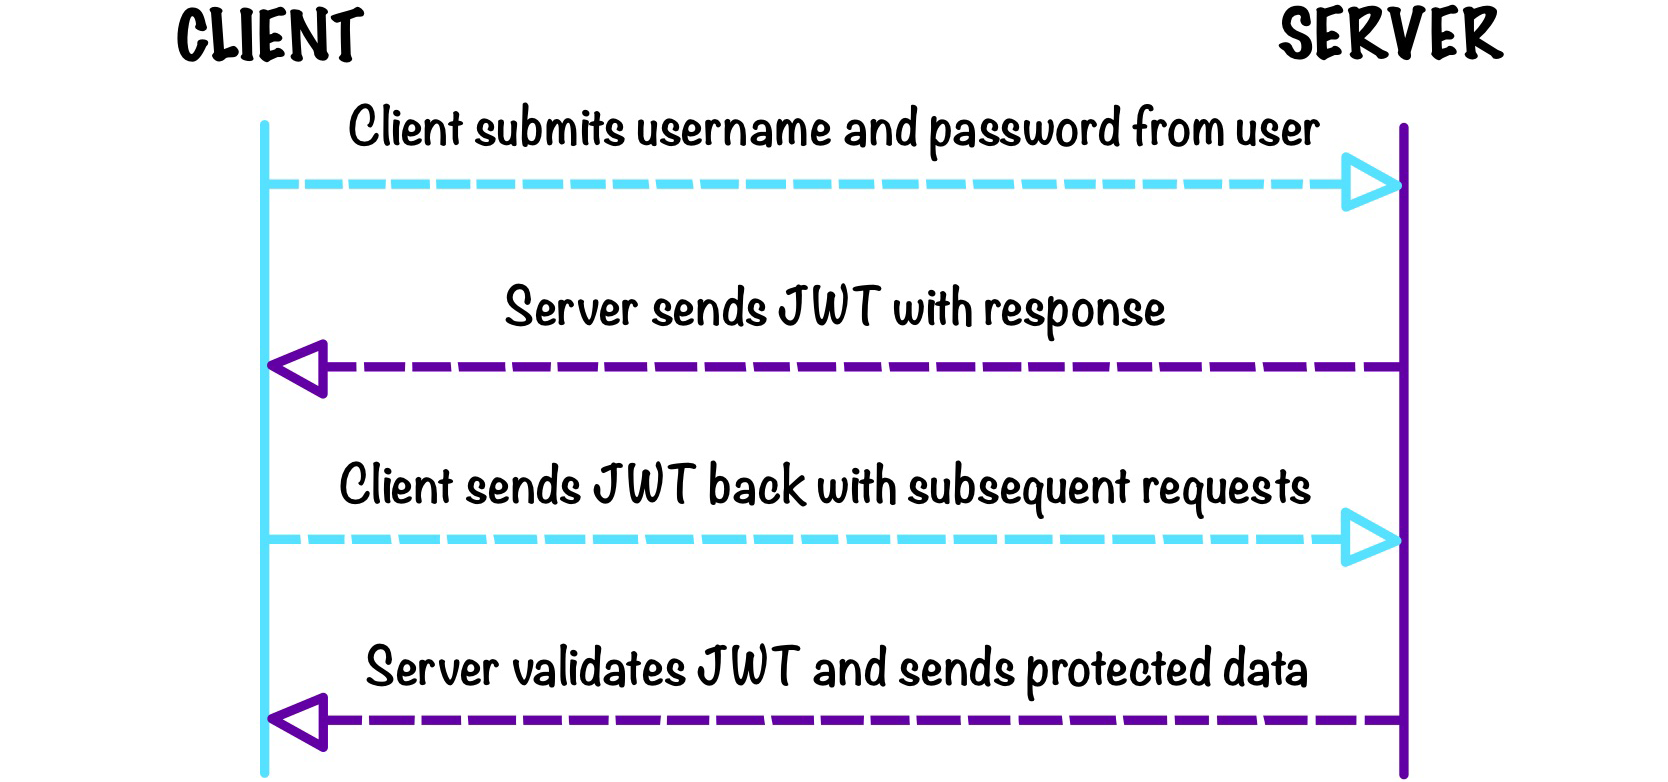 CLIENT
SERVER
Client submits username and password from user
Server sends JWT with response
Client sends JWT back with subsequent requests
Server validates JWT and sends protected data